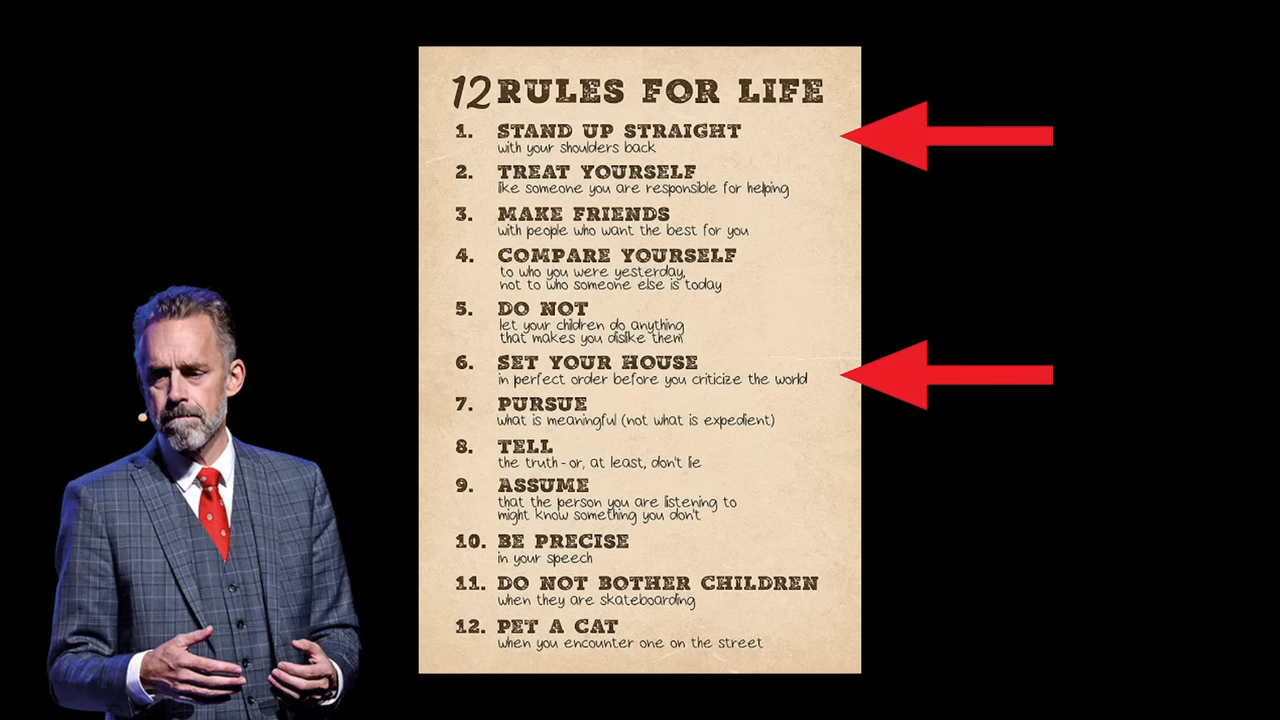 12 RULES FOR LIFE
1. STAND UP STRAIGHT
with your shoulders back
2. TREAT YOURSELF
like someone you are responsible for helping
3. MAKE FRIENDS
with people who want the best for you
4. COMPARE YOURSELF
to who you were yesterday,
not to who someone else is today
5. DO NOT
let your children do anything
that makes you dislike them
6. SET YOUR HOUSE
in perfect order before you criticize the world
7. PURSUE
what is meaningful (not what is expedient)
8. TELL
the truth - or, at least, don't lie
9. ASSUME
that the person you are listening to
might know something you don't
10. BE PRECISE
in your speech
11. DO NOT BOTHER CHILDREN
when they are skateboarding
12. PET A CAT
when you encounter one on the street